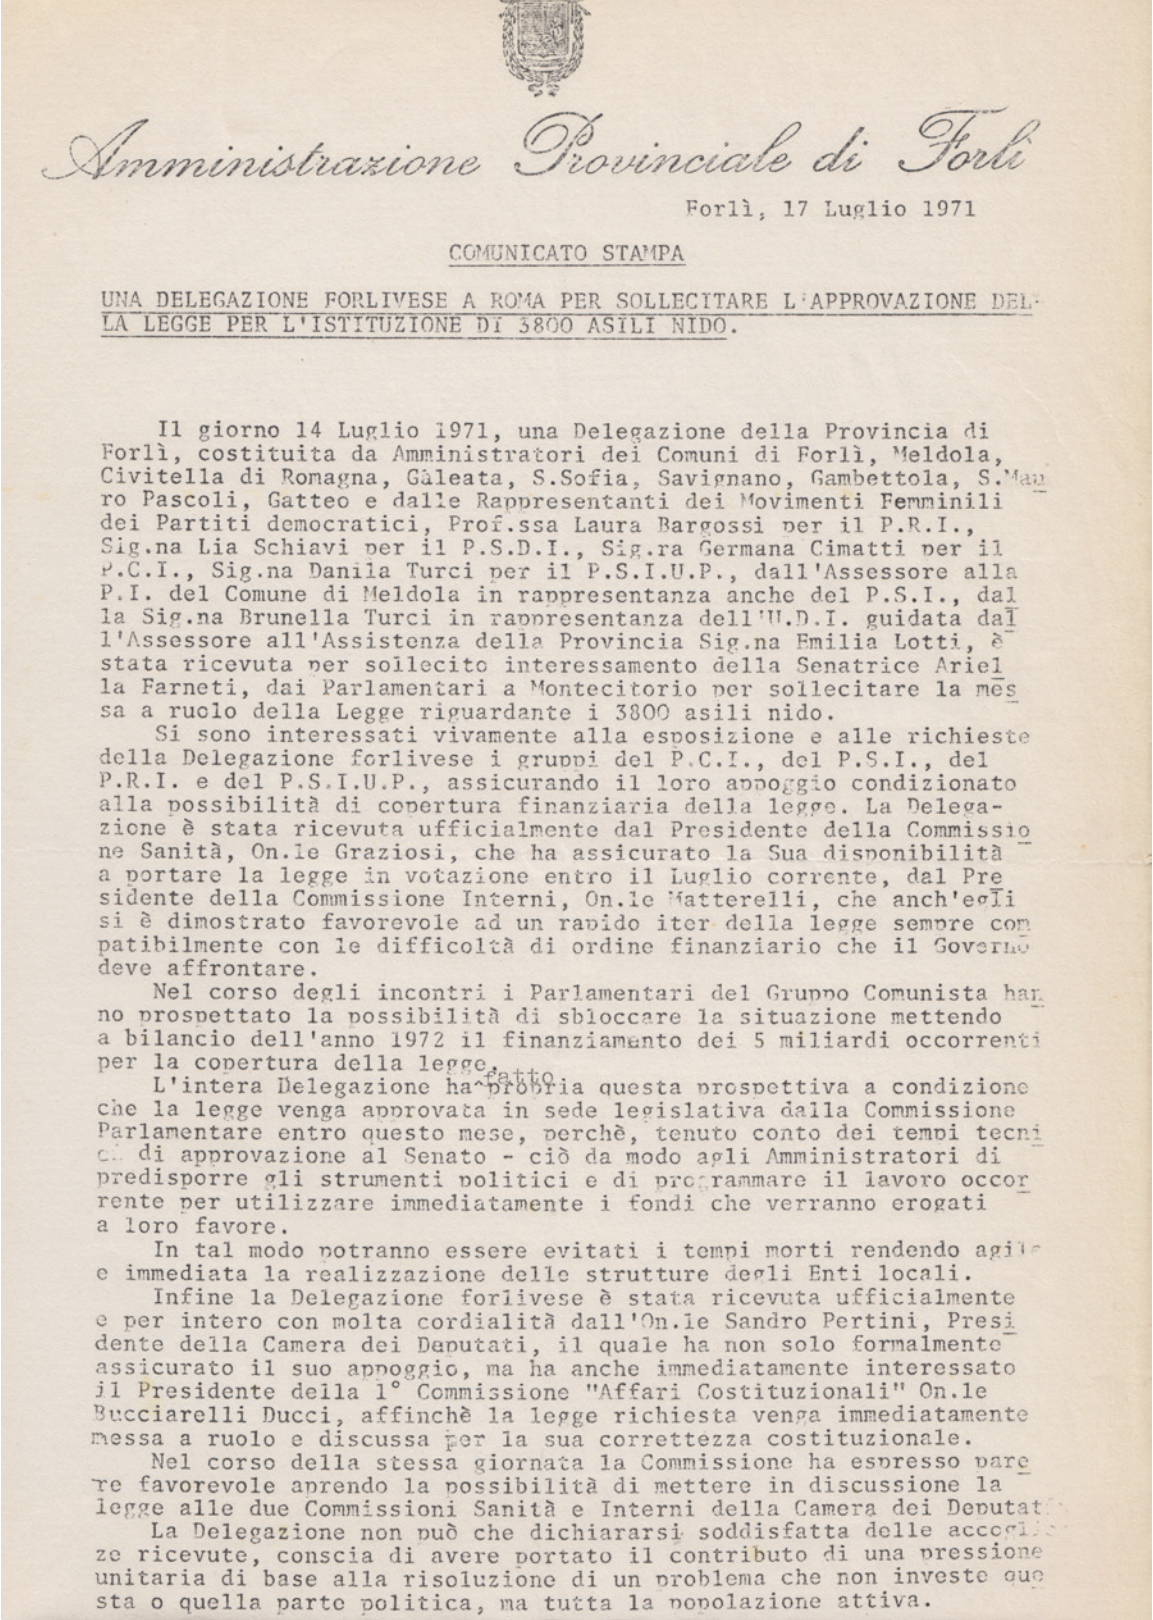 Amministrazione Provinciale di Forlì
Forlì, 17 Luglio 1971
COMUNICATO STAMPA
UNA DELEGAZIONE FORLIVESE A ROMA PER SOLLECITARE L'APPROVAZIONE DEL-
LA LEGGE PER L'ISTITUZIONE DI 3800 ASILI NIDO.
Il giorno 14 Luglio 1971, una Delegazione della Provincia di
Forlì, costituita da Amministratori dei Comuni di Forlì, Meldola,
Civitella di Romagna, Galeata, S.Sofia, Savignano, Gambettola, S.Mau
ro Pascoli, Gatteo e dalle Rappresentanti dei Movimenti Femminili
dei Partiti democratici, Prof.ssa Laura Bargossi per il P.R.I.,
Sig.na Lia Schiavi per il P.S.D.I., Sig.ra Germana Cimatti per il
P.C.I., Sig.na Danila Turci per il P.S.I.U.P., dall'Assessore alla
P.I. del Comune di Meldola in rappresentanza anche del P.S.I., dal
la Sig.na Brunella Turci in rappresentanza dell'U.D.I. guidata dal
l'Assessore all'Assistenza della Provincia Sig.na Emilia Lotti, è
stata ricevuta per sollecito interessamento della Senatrice Ariel
la Farneti, dai Parlamentari a Montecitorio per sollecitare la mes
sa a ruolo della Legge riguardante i 3800 asili nido.
Si sono interessati vivamente alla esposizione e alle richieste
della Delegazione forlivese i gruppi del P.C.I., del P.S.I., del
P.R.I. e del P.S.I.U.P., assicurando il loro appoggio condizionato
alla possibilità di copertura finanziaria della legge. La Delega-
zione è stata ricevuta ufficialmente dal Presidente della Commissio
ne Sanità, On.le Graziosi, che ha assicurato la Sua disponibilità
a portare la legge in votazione entro il Luglio corrente, dal Pre
sidente della Commissione Interni, On.le Matterelli, che anch'egli
si è dimostrato favorevole ad un rapido iter della legge sempre com
patibilmente con le difficoltà di ordine finanziario che il Governo
deve affrontare.
Nel corso degli incontri i Parlamentari del Gruppo Comunista han
no prospettato la possibilità di sbloccare la situazione mettendo
a bilancio dell'anno 1972 il finanziamento dei 5 miliardi occorrenti
per la copertura della legge.
L'intera Delegazione ha^fatto propria questa prospettiva a condizione
che la legge venga approvata in sede legislativa dalla Commissione
Parlamentare entro questo mese, perchè, tenuto conto dei tempi tecni
ci di approvazione al Senato - ciò da modo agli Amministratori di
predisporre gli strumenti politici e di programmare il lavoro occor
rente per utilizzare immediatamente i fondi che verranno erogati
a loro favore.
In tal modo potranno essere evitati i tempi morti rendendo agile
e immediata la realizzazione delle strutture degli Enti locali.
Infine la Delegazione forlivese è stata ricevuta ufficialmente
e per intero con molta cordialità dall'On.le Sandro Pertini, Presi
dente della Camera dei Deputati, il quale ha non solo formalmente
assicurato il suo appoggio, ma ha anche immediatamente interessato
il Presidente della 1° Commissione "Affari Costituzionali" On.le
Bucciarelli Ducci, affinchè la legge richiesta venga immediatamente
messa a ruolo e discussa per la sua correttezza costituzionale.
Nel corso della stessa giornata la Commissione ha espresso pare
re favorevole aprendo la possibilità di mettere in discussione la
legge alle due Commissioni Sanità e Interni della Camera dei Deputat
La Delegazione non può che dichiararsi soddisfatta delle accogli
ze ricevute, conscia di avere portato il contributo di una pressione
unitaria di base alla risoluzione di un problema che non investe que
sta o quella parte politica, ma tutta la popolazione attiva.